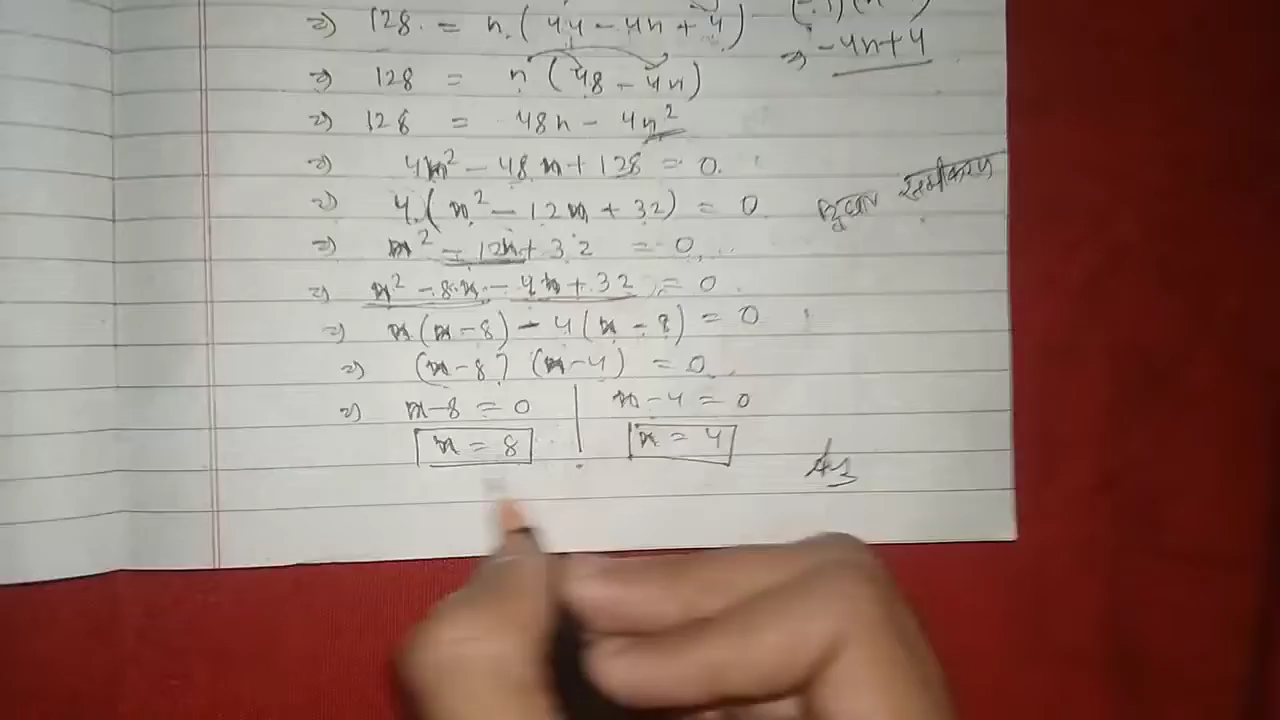 ⇒ 128 = n (44 - 4n + 4)
⇒ -4n+4
⇒ 128 = n (48 - 4n)
⇒ 128 = 48n - 4n²
⇒ 4n² - 48n + 128 = 0
⇒ 4 (n² - 12n + 32) = 0 समीकरण
⇒ n² - 12n + 32 = 0
⇒ n² - 8n - 4n + 32 = 0
⇒ n(n-8) - 4(n-8) = 0
⇒ (n-8) (n-4) = 0
⇒ n-8 = 0 | n-4 = 0
n = 8 n = 4